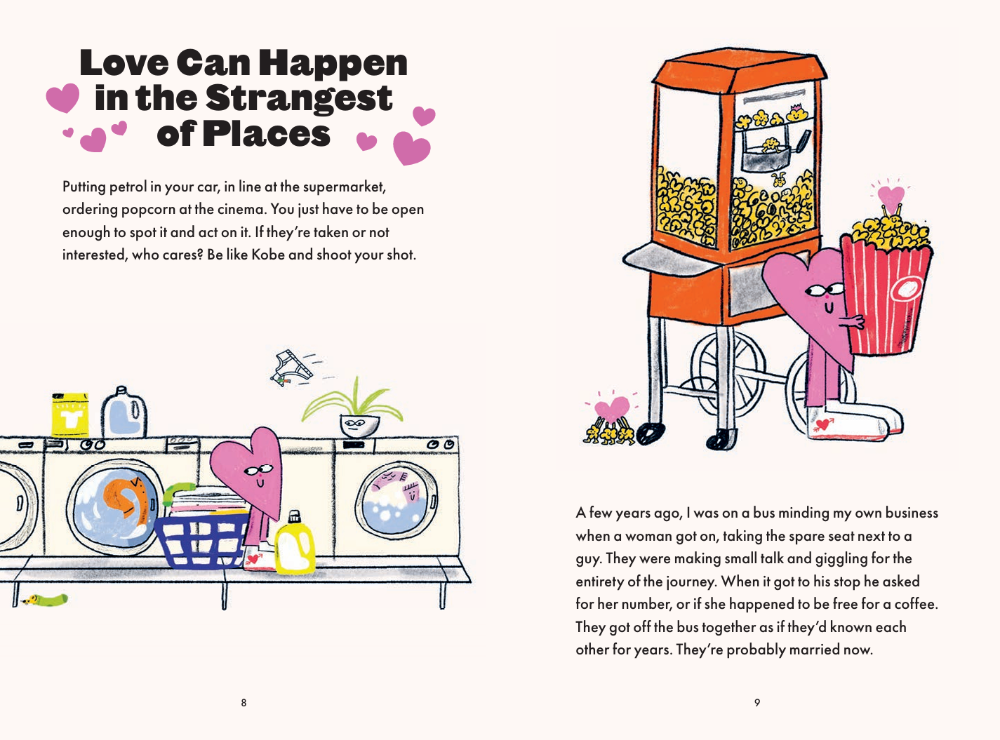 Love Can Happen
in the Strangest
of Places
Putting petrol in your car, in line at the supermarket,
ordering popcorn at the cinema. You just have to be open
enough to spot it and act on it. If they’re taken or not
interested, who cares? Be like Kobe and shoot your shot.
8
A few years ago, I was on a bus minding my own business
when a woman got on, taking the spare seat next to a
guy. They were making small talk and giggling for the
entirety of the journey. When it got to his stop he asked
for her number, or if she happened to be free for a coffee.
They got off the bus together as if they’d known each
other for years. They’re probably married now.
9